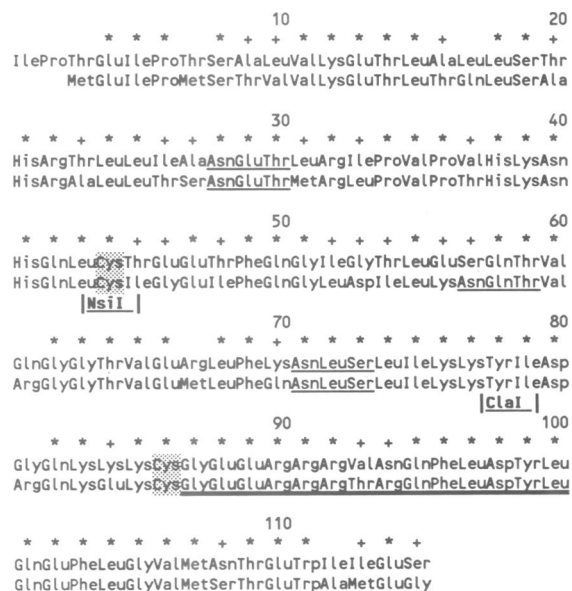 10 20
* * * * + + * * * * * + * * +
IleProThrGluIleProThrSerAlaLeuValLysGluThrLeuAlaLeuLeuSerThr
MetGluIleProMetSerThrValValLysGluThrLeuThrGlnLeuSerAla
30 40
* * + * * + + * * * + * + * * * + * * *
HisArgThrLeuLeuIleAlaAsnGluThrLeuArgIleProValProValHisLysAsn
HisArgAlaLeuLeuThrSerAsnGluThrMetArgLeuProValProThrHisLysAsn
50 60
* * * * + + * + * * * * + + * + + * * *
HisGlnLeuCysThrGluGluThrPheGlnGlyIleGlyThrLeuGluSerGlnThrVal
HisGlnLeuCysIleGlyGluIlePheGlnGlyLeuAspIleLeuLysAsnGlnThrVal
|NsiI |
70 80
* * * * * * * + * * * * * * * * * *
GlnGlyGlyThrValGluArgLeuPheLysAsnLeuSerLeuIleLysLysTyrIleAsp
ArgGlyGlyThrValGluMetLeuPheGlnAsnLeuSerLeuIleLysLysTyrIleAsp
|ClaI |
90 100
* * + * * * * * * * * * * * * * *
GlyGlnLysLysLysCysGlyGluGluArgArgArgValAsnGlnPheLeuAspTyrLeu
ArgGlnLysGluLysCysGlyGluGluArgArgArgThrArgGlnPheLeuAspTyrLeu
110
* * * * * * * + * * * + * +
GlnGluPheLeuGlyValMetAsnThrGluTrpIleIleGluSer
GlnGluPheLeuGlyValMetSerThrGluTrpAlaMetGluGly